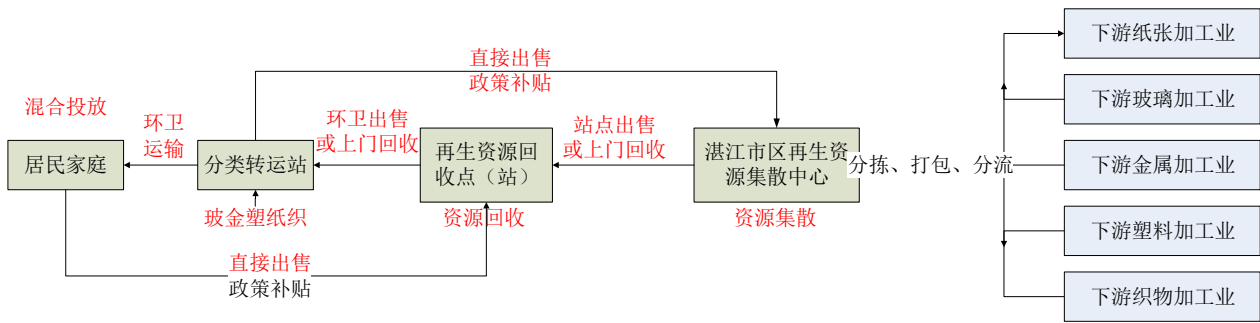 混合投放
居民家庭
环卫
运输
分类转运站
玻金塑纸织
直接出售
政策补贴
环卫出售
或上门回收
再生资源回
收点（站）
资源回收
直接出售
政策补贴
站点出售
或上门回收
湛江市区再生资
源集散中心
资源集散
分拣、打包、分流
下游纸张加工业
下游玻璃加工业
下游金属加工业
下游塑料加工业
下游织物加工业